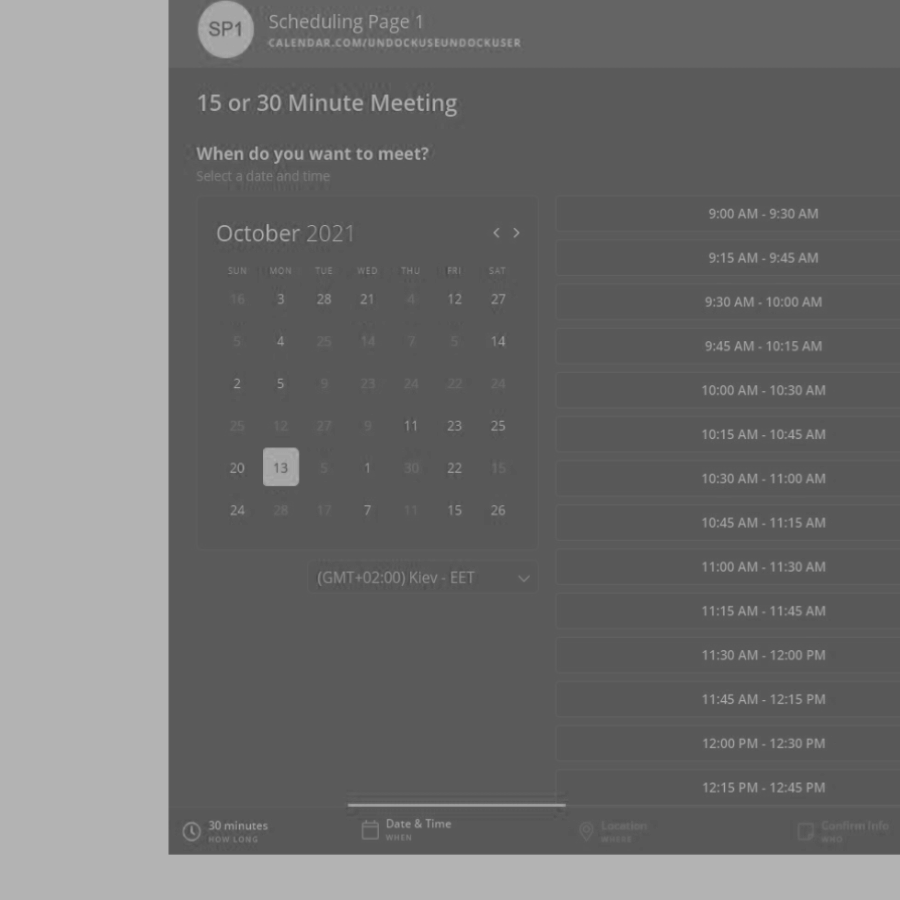 SP1
Scheduling Page 1
CALENDAR.COM/UNDOCKUSEUNDOCKUSER
15 or 30 Minute Meeting
When do you want to meet?
Select a date and time
October 2021
SUN MON TUE WED THU FRI SAT
16 3 28 21 4 12 27
5 4 25 14 7 5 14
2 5 9 23 24 22 24
25 12 27 9 11 23 25
20 13 5 1 30 22 15
24 28 17 7 11 15 26
(GMT+02:00) Kiev - EET
9:00 AM - 9:30 AM
9:15 AM - 9:45 AM
9:30 AM - 10:00 AM
9:45 AM - 10:15 AM
10:00 AM - 10:30 AM
10:15 AM - 10:45 AM
10:30 AM - 11:00 AM
10:45 AM - 11:15 AM
11:00 AM - 11:30 AM
11:15 AM - 11:45 AM
11:30 AM - 12:00 PM
11:45 AM - 12:15 PM
12:00 PM - 12:30 PM
12:15 PM - 12:45 PM
30 minutes
HOW LONG
Date & Time
WHEN
Location
WHERE
Confirm Info
WHO